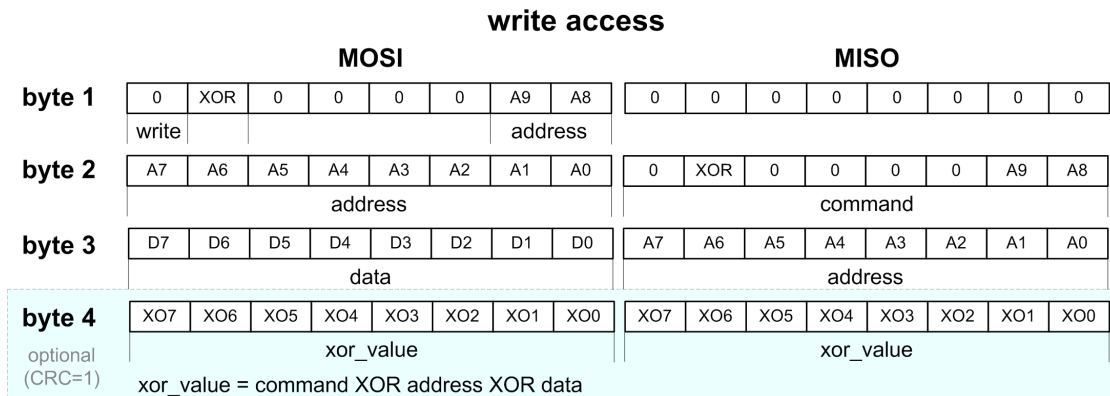 write access
MOSI MISO
byte 1 0 XOR 0 0 0 0 A9 A8 0 0 0 0 0 0 0 0
write address
byte 2 A7 A6 A5 A4 A3 A2 A1 A0 0 XOR 0 0 0 0 A9 A8
address command
byte 3 D7 D6 D5 D4 D3 D2 D1 D0 A7 A6 A5 A4 A3 A2 A1 A0
data address
byte 4 XO7 XO6 XO5 XO4 XO3 XO2 XO1 XO0 XO7 XO6 XO5 XO4 XO3 XO2 XO1 XO0
optional xor_value xor_value
(CRC=1) xor_value = command XOR address XOR data